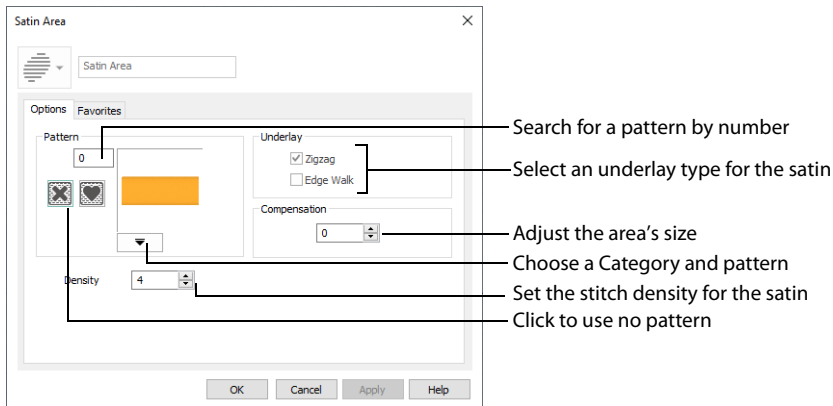 Satin Area
Satin Area
Options Favorites
Pattern
0
Underlay
Zigzag
Edge Walk
Compensation
0
Density 4
OK Cancel Apply Help
Search for a pattern by number
Select an underlay type for the satin
Adjust the area's size
Choose a Category and pattern
Set the stitch density for the satin
Click to use no pattern